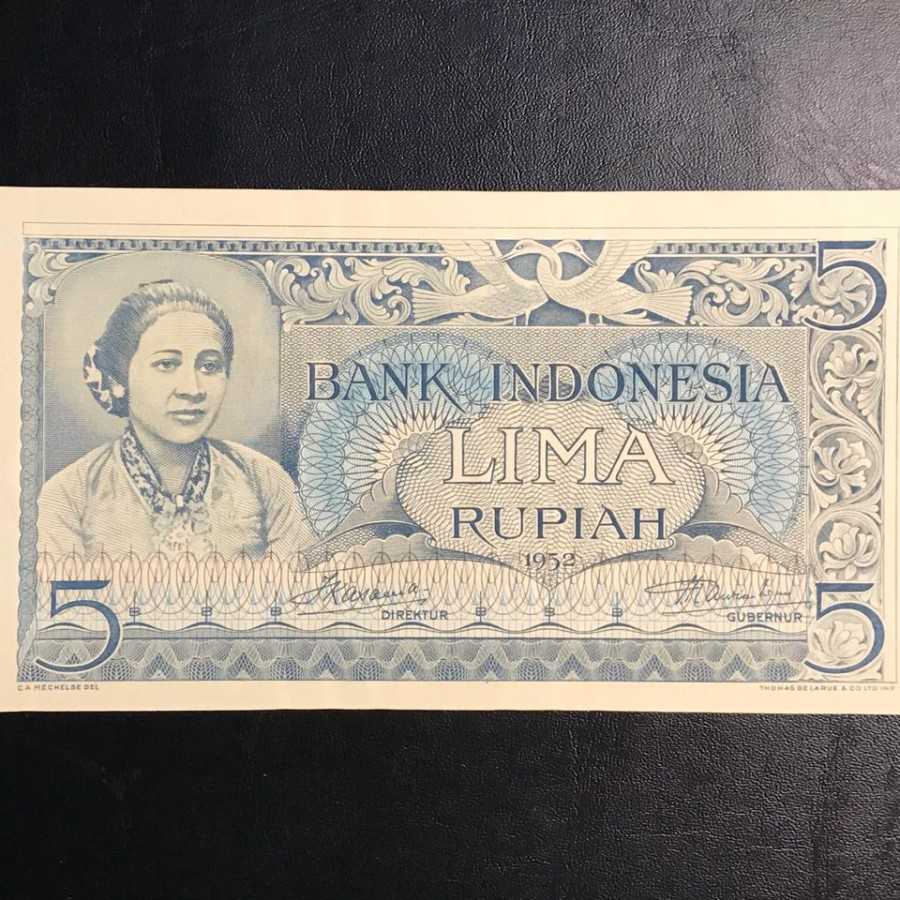 5
BANK INDONESIA
LIMA
RUPIAH
1952
DIREKTUR
GUBERNUR
5
5
C.A. MECHELSE DEL
THOMAS DE LA RUE & CO LTD IMP